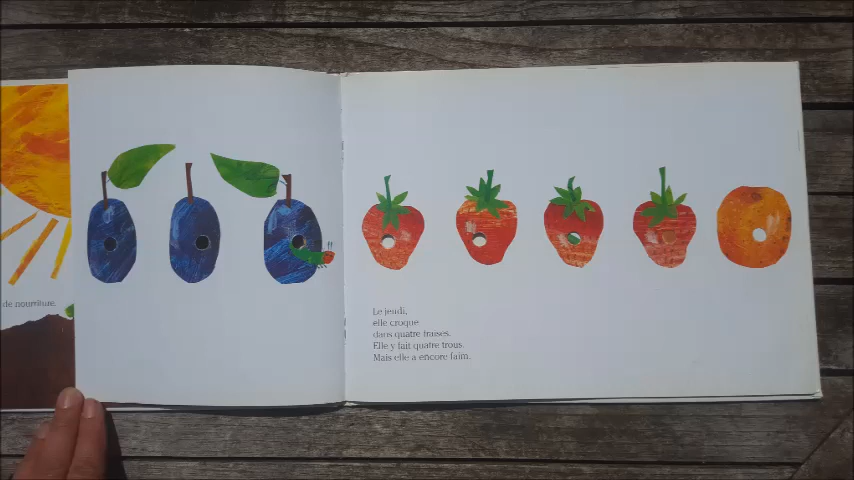 de nourriture.
Le jeudi,
elle croque
dans quatre fraises.
Elle y fait quatre trous.
Mais elle a encore faim.